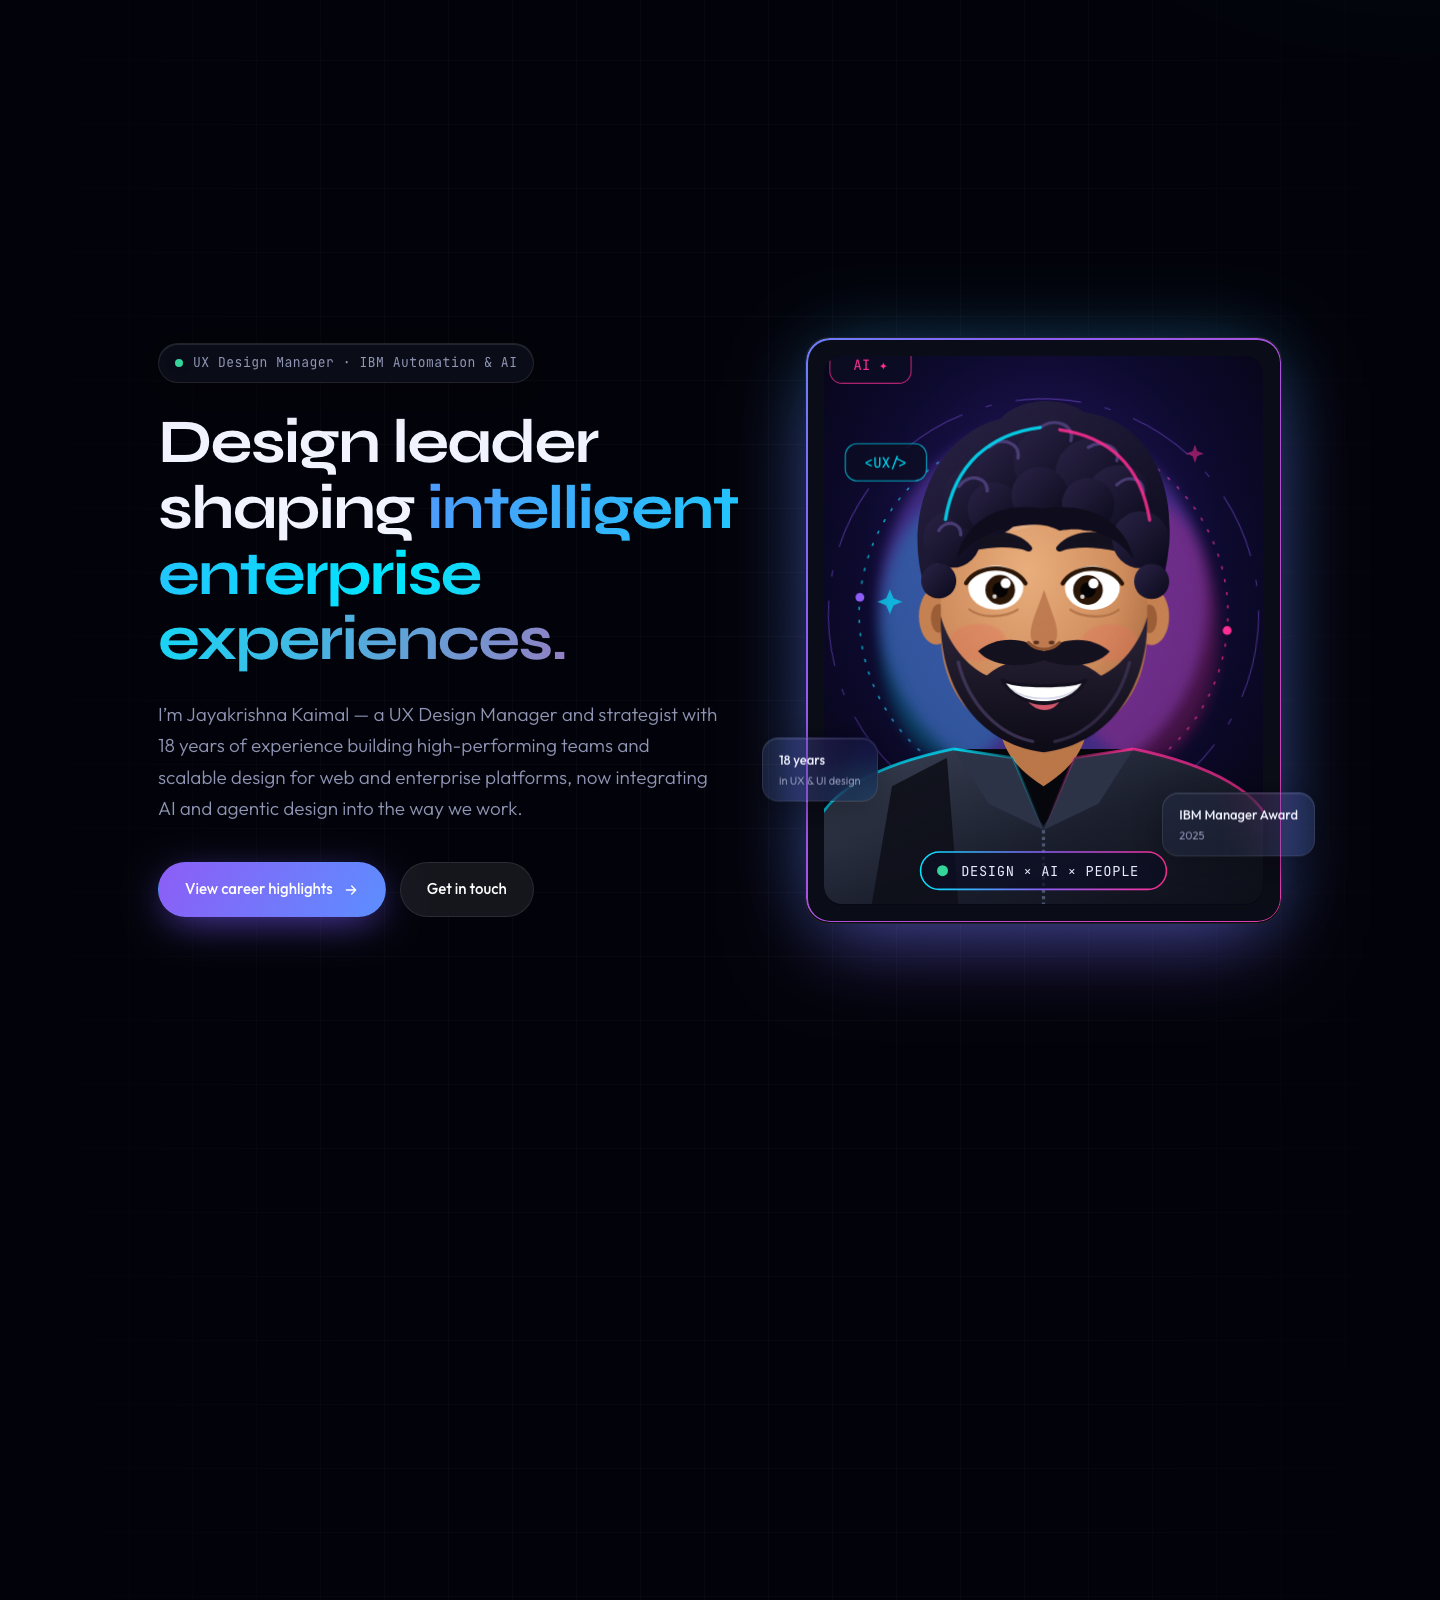 UX Design Manager · IBM Automation & AI
Design leader
shaping intelligent
enterprise
experiences.
I’m Jayakrishna Kaimal — a UX Design Manager and strategist with
18 years of experience building high-performing teams and
scalable design for web and enterprise platforms, now integrating
AI and agentic design into the way we work.
View career highlights →
Get in touch
AI ✦
<UX/>
18 years
in UX & UI design
IBM Manager Award
2025
DESIGN × AI × PEOPLE